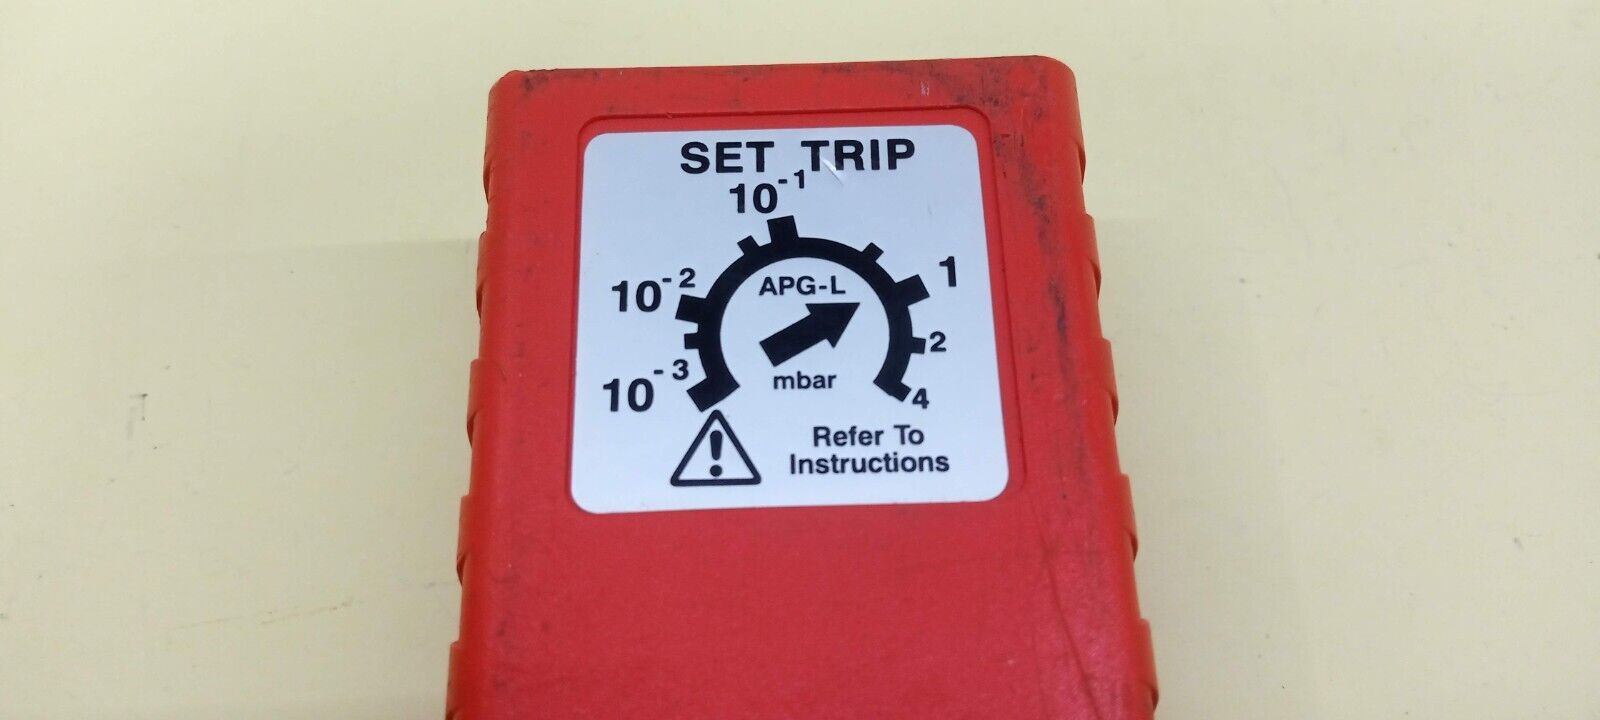 SET TRIP
10⁻¹
APG-L
10⁻²
1
2
10⁻³
mbar
4
Refer To
Instructions